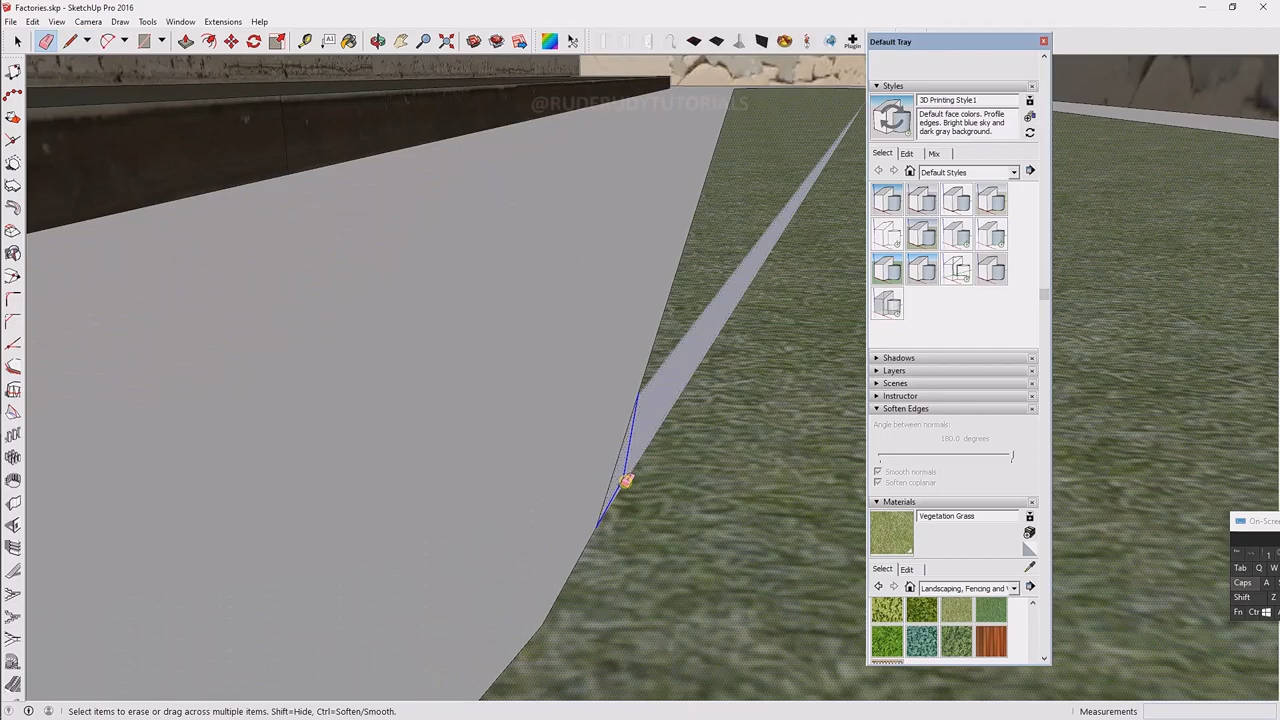 Factories.skp - SketchUp Pro 2016
File Edit View Camera Draw Tools Window Extensions Help
Plugin
Default Tray
@RUDERUDYTUTORIALS
Styles
3D Printing Style1
Default face colors. Profile
edges. Bright blue sky and
dark gray background.
Select Edit Mix
Default Styles
Shadows
Layers
Scenes
Instructor
Soften Edges
Angle between normals:
180.0 degrees
Smooth normals
Soften coplanar
Materials
Vegetation Grass
On-Scre
Tab Q W
Select Edit
Caps A
Landscaping, Fencing and
Shift Z
Fn Ctr
Select items to erase or drag across multiple items. Shift=Hide, Ctrl=Soften/Smooth.
Measurements